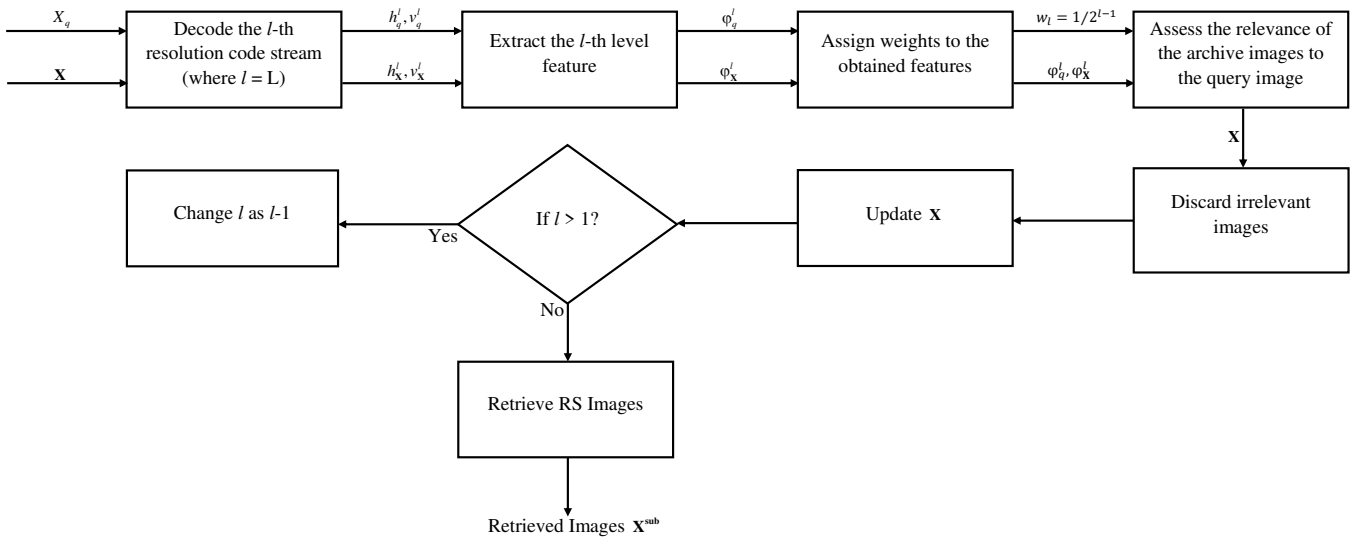 X_q
X
Decode the l-th
resolution code stream
(where l = L)
h_q^l, v_q^l
h_X^l, v_X^l
Extract the l-th level
feature
φ_q^l
φ_X^l
Assign weights to the
obtained features
w_l = 1/2^{l−1}
φ_q^l, φ_X^l
Assess the relevance of
the archive images to
the query image
X
Change l as l-1
Yes
If l > 1?
Update X
Discard irrelevant
images
No
Retrieve RS Images
Retrieved Images X^sub